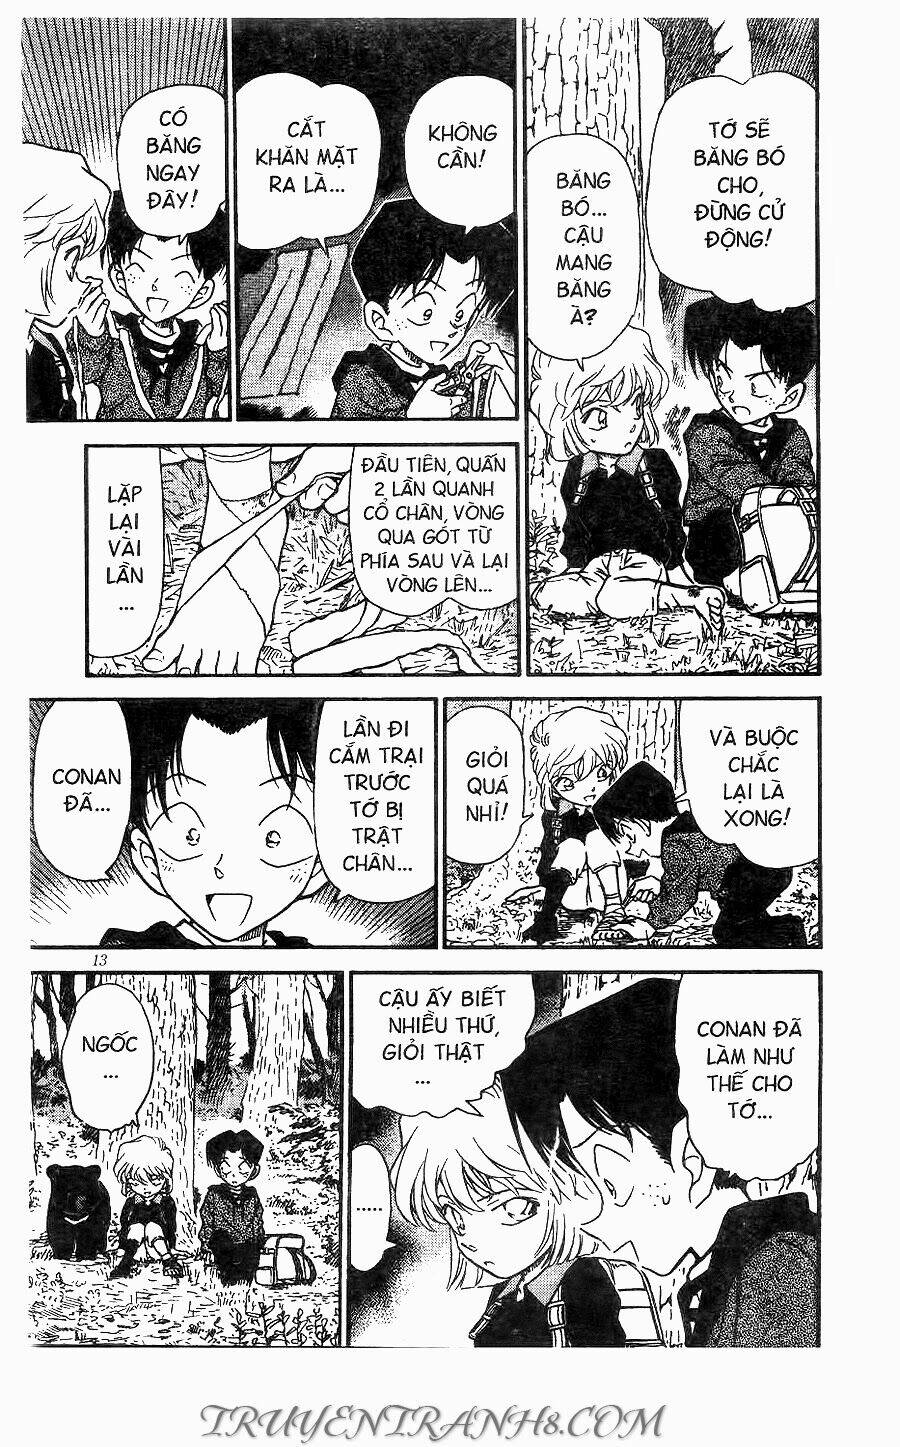 TỚ SẼ
BĂNG BÓ
CHO,
ĐỪNG CỬ
ĐỘNG!
BĂNG
BÓ...
CẬU
MANG
BĂNG
À?
KHÔNG
CẦN!
CẮT
KHĂN MẶT
RA LÀ...
CÓ
BĂNG
NGAY
ĐÂY!
ĐẦU TIÊN, QUẤN
2 LẦN QUANH
CỔ CHÂN, VÒNG
QUA GÓT TỪ
PHÍA SAU VÀ LẠI
VÒNG LÊN...
LẶP
LẠI
VÀI
LẦN
...
VÀ BUỘC
CHẮC
LẠI LÀ
XONG!
GIỎI
QUÁ
NHỈ!
LẦN ĐI
CẮM TRẠI
TRƯỚC
TỚ BỊ
TRẬT
CHÂN...
CONAN
ĐÃ...
13
CONAN ĐÃ
LÀM NHƯ
THẾ CHO
TỚ...
CẬU ẤY BIẾT
NHIỀU THỨ,
GIỎI THẬT
...
.....
NGỐC
...
TRUYENTRANH8.COM